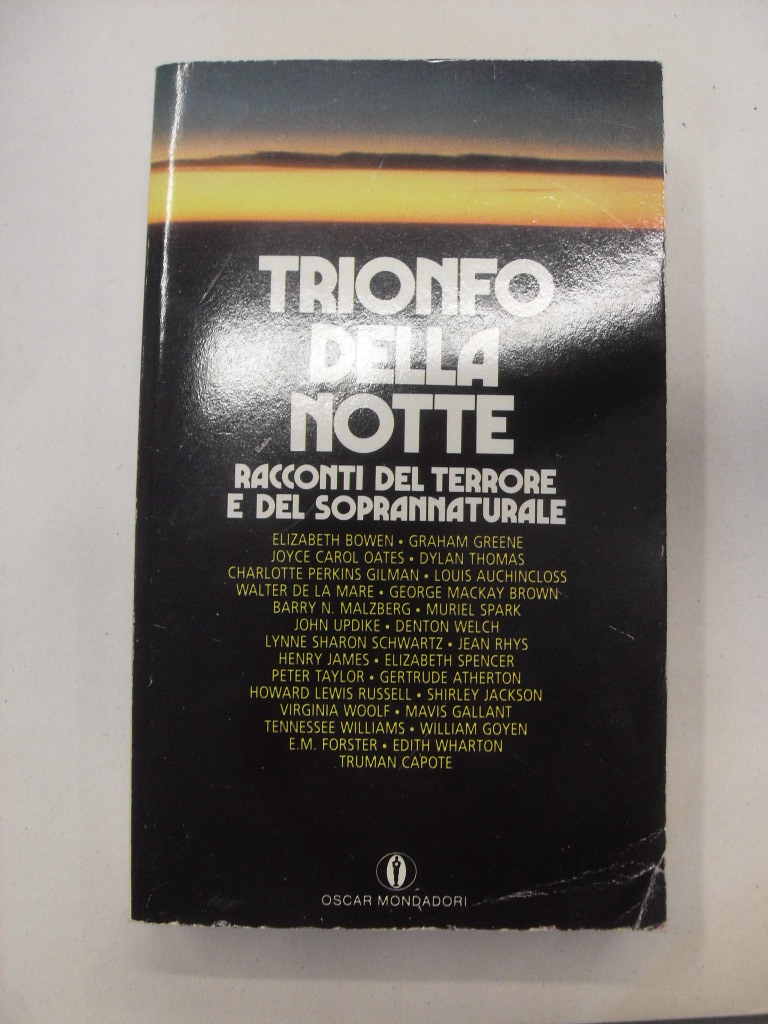 TRIONFO
DELLA
NOTTE
RACCONTI DEL TERRORE
E DEL SOPRANNATURALE
ELIZABETH BOWEN • GRAHAM GREENE
JOYCE CAROL OATES • DYLAN THOMAS
CHARLOTTE PERKINS GILMAN • LOUIS AUCHINCLOSS
WALTER DE LA MARE • GEORGE MACKAY BROWN
BARRY N. MALZBERG • MURIEL SPARK
JOHN UPDIKE • DENTON WELCH
LYNNE SHARON SCHWARTZ • JEAN RHYS
HENRY JAMES • ELIZABETH SPENCER
PETER TAYLOR • GERTRUDE ATHERTON
HOWARD LEWIS RUSSELL • SHIRLEY JACKSON
VIRGINIA WOOLF • MAVIS GALLANT
TENNESSEE WILLIAMS • WILLIAM GOYEN
E.M. FORSTER • EDITH WHARTON
TRUMAN CAPOTE
OSCAR MONDADORI